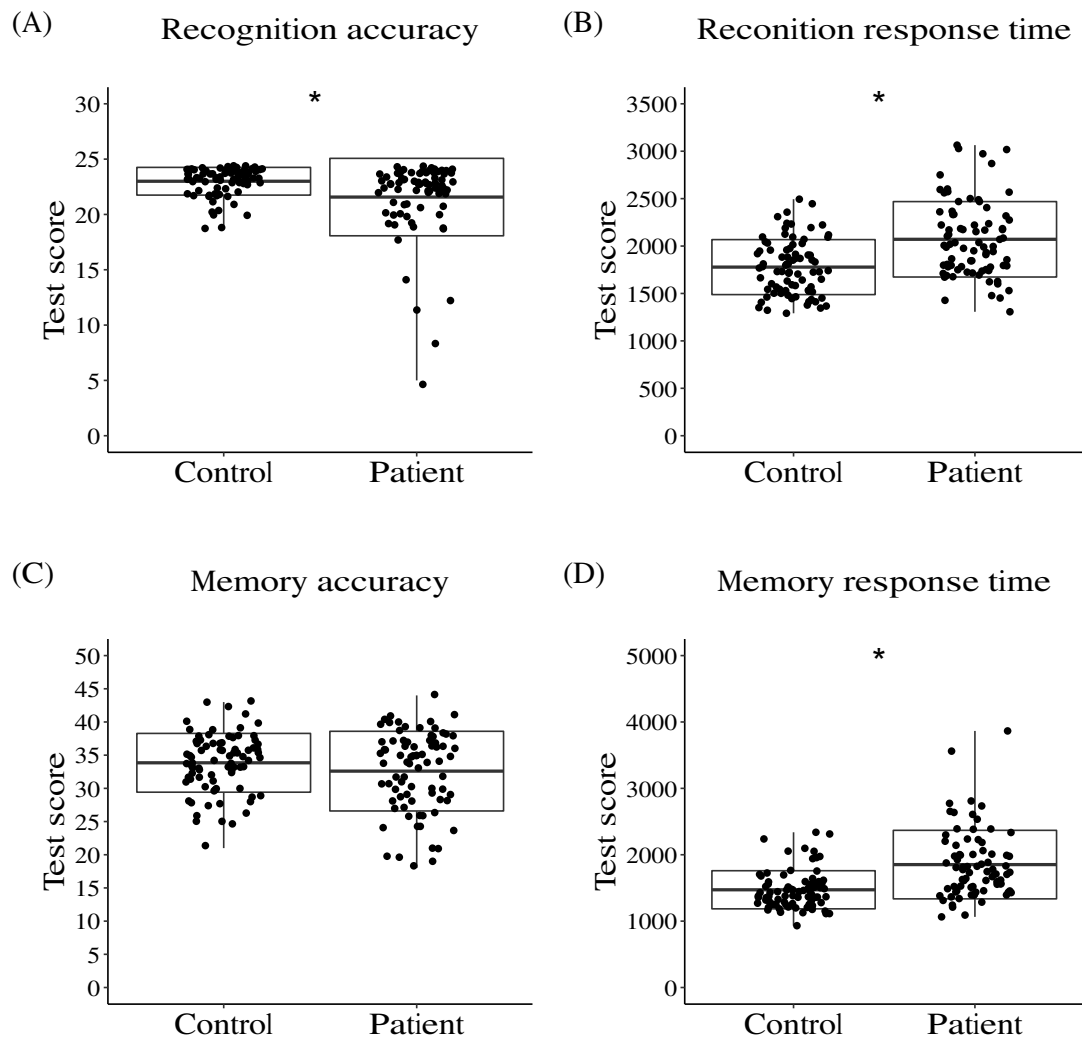 (A) Recognition accuracy
*
30
25
20
15
10
5
0
Test score
Control Patient
(B) Reconition response time
*
3500
3000
2500
2000
1500
1000
500
0
Test score
Control Patient
(C) Memory accuracy
50
45
40
35
30
25
20
15
10
5
0
Test score
Control Patient
(D) Memory response time
*
5000
4000
3000
2000
1000
0
Test score
Control Patient